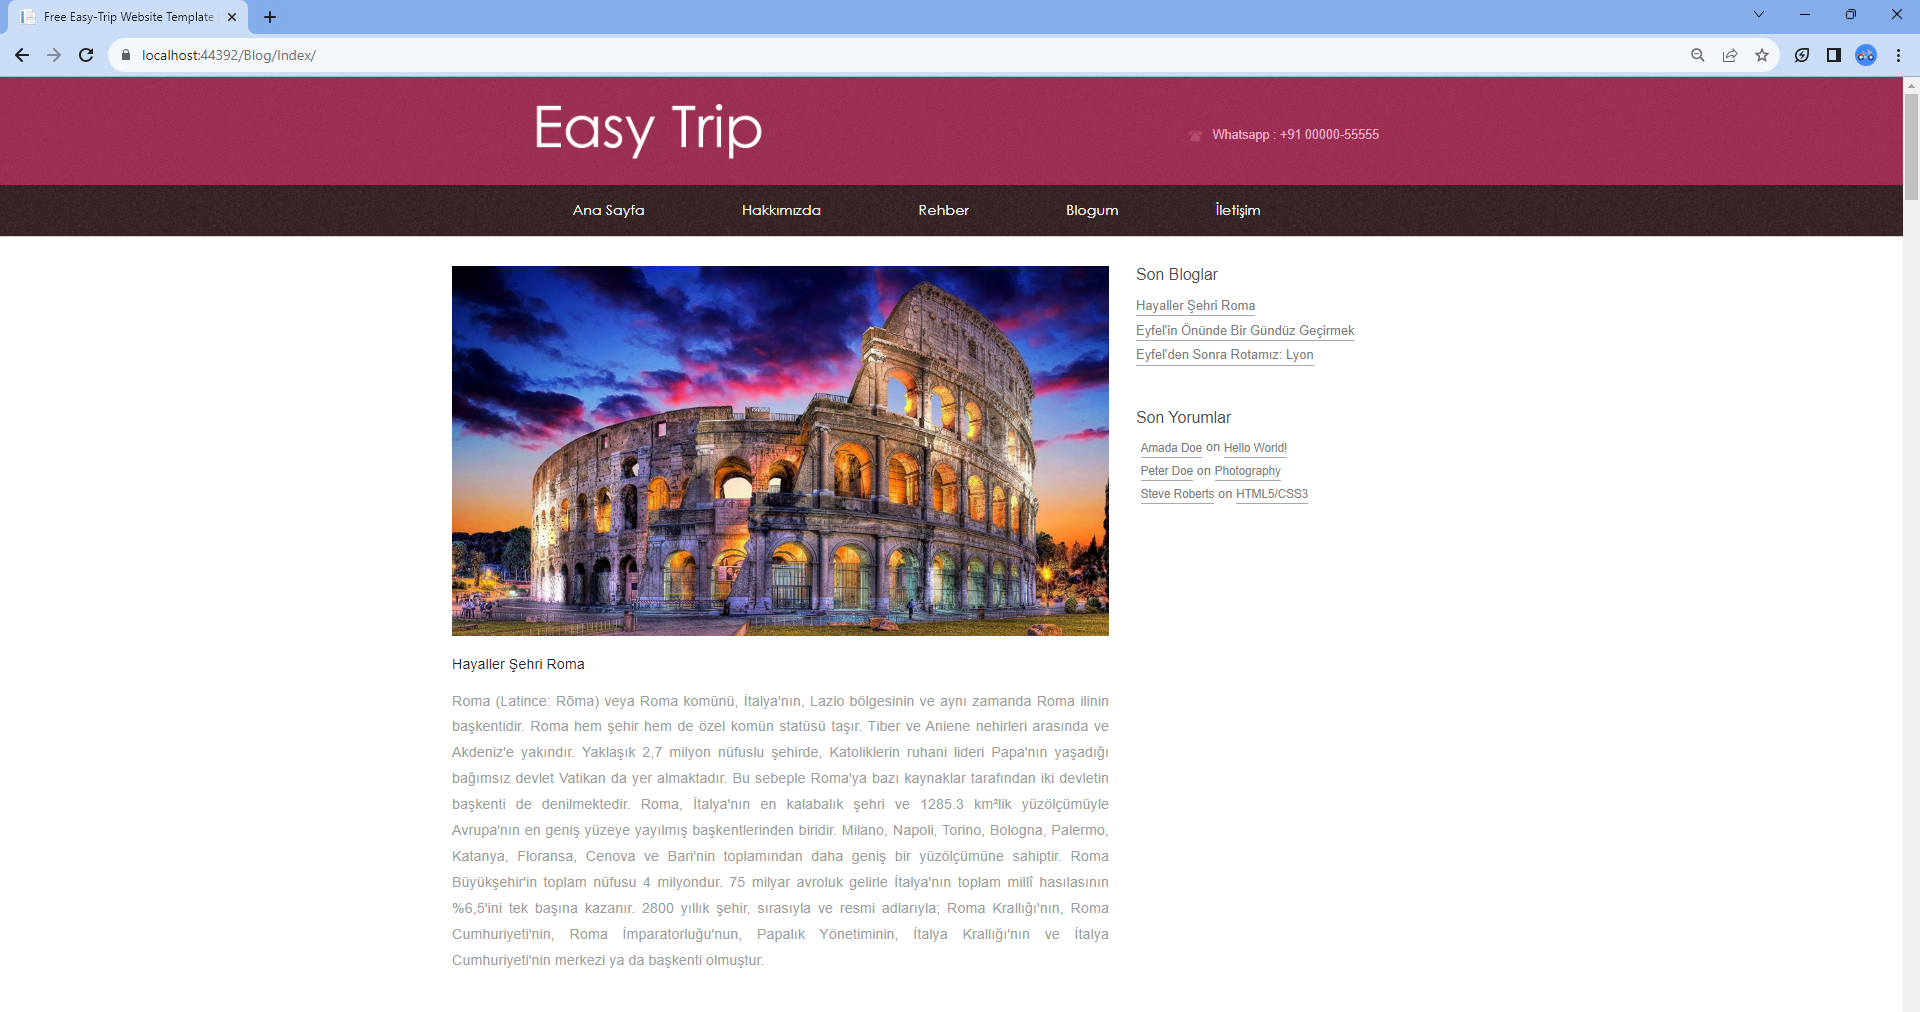 Free Easy-Trip Website Template
localhost:44392/Blog/Index/
Easy Trip
Whatsapp : +91 00000-55555
Ana Sayfa Hakkımızda Rehber Blogum İletişim
Son Bloglar
Hayaller Şehri Roma
Eyfel'in Önünde Bir Gündüz Geçirmek
Eyfel'den Sonra Rotamız: Lyon
Son Yorumlar
Amada Doe on Hello World!
Peter Doe on Photography
Steve Roberts on HTML5/CSS3
Hayaller Şehri Roma
Roma (Latince: Rōma) veya Roma komünü, İtalya'nın, Lazio bölgesinin ve aynı zamanda Roma ilinin
başkentidir. Roma hem şehir hem de özel komün statüsü taşır. Tiber ve Aniene nehirleri arasında ve
Akdeniz'e yakındır. Yaklaşık 2,7 milyon nüfuslu şehirde, Katoliklerin ruhani lideri Papa'nın yaşadığı
bağımsız devlet Vatikan da yer almaktadır. Bu sebeple Roma'ya bazı kaynaklar tarafından iki devletin
başkenti de denilmektedir. Roma, İtalya'nın en kalabalık şehri ve 1285.3 km²lik yüzölçümüyle
Avrupa'nın en geniş yüzeye yayılmış başkentlerinden biridir. Milano, Napoli, Torino, Bologna, Palermo,
Katanya, Floransa, Cenova ve Bari'nin toplamından daha geniş bir yüzölçümüne sahiptir. Roma
Büyükşehir'in toplam nüfusu 4 milyondur. 75 milyar avroluk gelirle İtalya'nın toplam millî hasılasının
%6,5'ini tek başına kazanır. 2800 yıllık şehir, sırasıyla ve resmi adlarıyla; Roma Krallığı'nın, Roma
Cumhuriyeti'nin, Roma İmparatorluğu'nun, Papalık Yönetiminin, İtalya Krallığı'nın ve İtalya
Cumhuriyeti'nin merkezi ya da başkenti olmuştur.